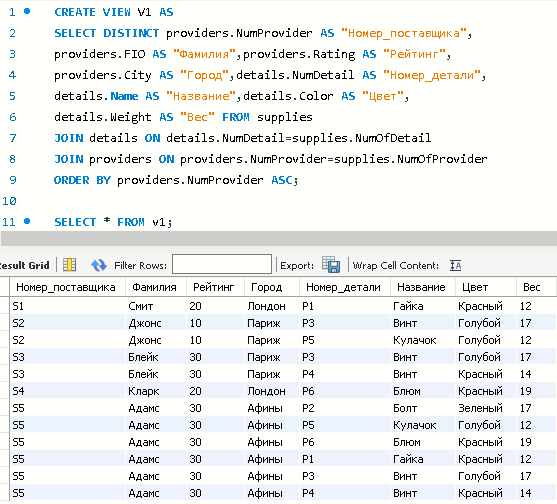 1 CREATE VIEW V1 AS
2 SELECT DISTINCT providers.NumProvider AS "Номер_поставщика",
3 providers.FIO AS "Фамилия",providers.Rating AS "Рейтинг",
4 providers.City AS "Город",details.NumDetail AS "Номер_детали",
5 details.Name AS "Название",details.Color AS "Цвет",
6 details.Weight AS "Вес" FROM supplies
7 JOIN details ON details.NumDetail=supplies.NumOfDetail
8 JOIN providers ON providers.NumProvider=supplies.NumOfProvider
9 ORDER BY providers.NumProvider ASC;
10
11 SELECT * FROM v1;
Result Grid Filter Rows: Export: Wrap Cell Content: IA
Номер_поставщика Фамилия Рейтинг Город Номер_детали Название Цвет Вес
S1 Смит 20 Лондон P1 Гайка Красный 12
S2 Джонс 10 Париж P3 Винт Голубой 17
S2 Джонс 10 Париж P5 Кулачок Голубой 12
S3 Блейк 30 Париж P3 Винт Голубой 17
S3 Блейк 30 Париж P4 Винт Красный 14
S4 Кларк 20 Лондон P6 Блюм Красный 19
S5 Адамс 30 Афины P2 Болт Зеленый 17
S5 Адамс 30 Афины P5 Кулачок Голубой 12
S5 Адамс 30 Афины P6 Блюм Красный 19
S5 Адамс 30 Афины P1 Гайка Красный 12
S5 Адамс 30 Афины P3 Винт Голубой 17
S5 Адамс 30 Афины P4 Винт Красный 14